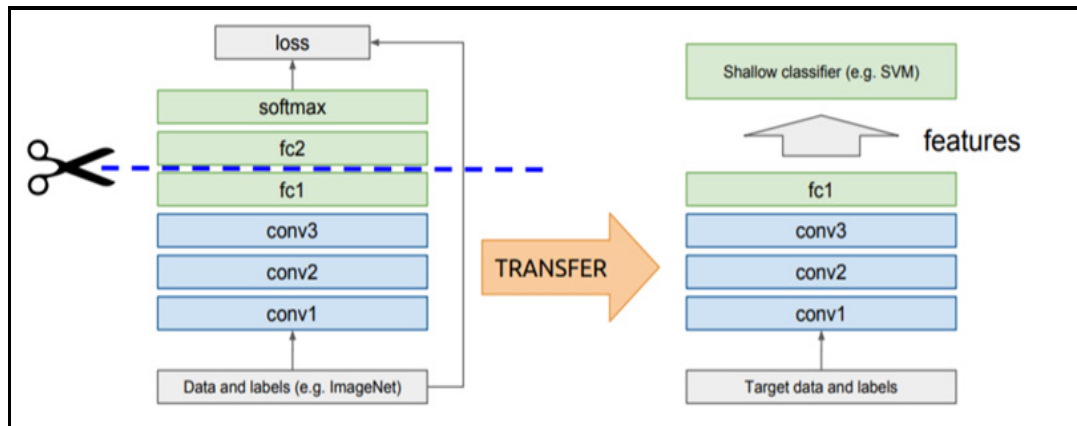 loss
softmax
fc2
fc1
conv3
conv2
conv1
Data and labels (e.g. ImageNet)
TRANSFER
Shallow classifier (e.g. SVM)
features
fc1
conv3
conv2
conv1
Target data and labels